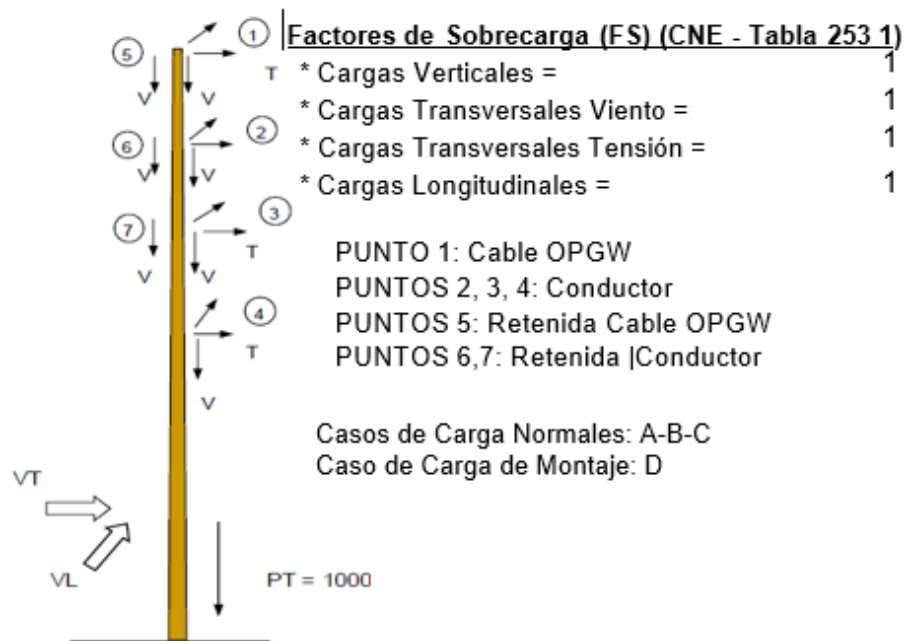 Factores de Sobrecarga (FS) (CNE - Tabla 253 1)
* Cargas Verticales = 1
* Cargas Transversales Viento = 1
* Cargas Transversales Tensión = 1
* Cargas Longitudinales = 1
PUNTO 1: Cable OPGW
PUNTOS 2, 3, 4: Conductor
PUNTOS 5: Retenida Cable OPGW
PUNTOS 6,7: Retenida |Conductor
Casos de Carga Normales: A-B-C
Caso de Carga de Montaje: D
1
5
T
V V
2
6
V V
3
7
T
V V
4
T
V
VT
VL
PT = 1000